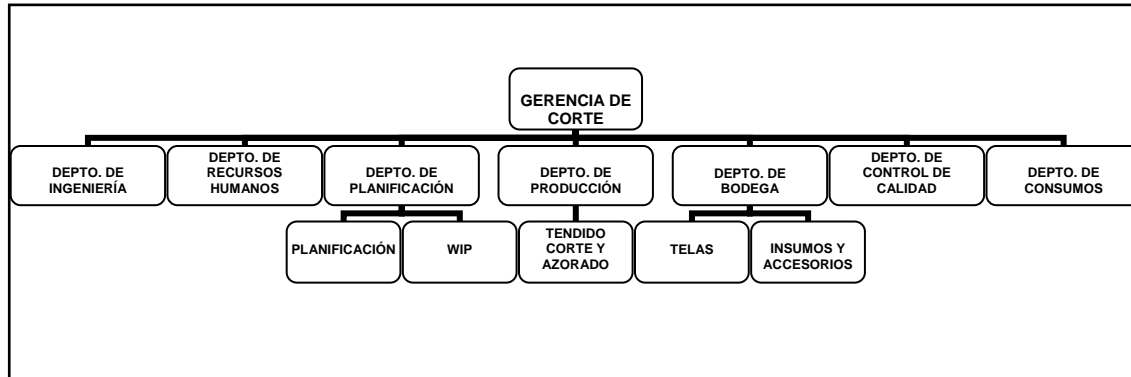 GERENCIA DE
CORTE
DEPTO. DE
INGENIERÍA
DEPTO. DE
RECURSOS
HUMANOS
DEPTO. DE
PLANIFICACIÓN
DEPTO. DE
PRODUCCIÓN
DEPTO. DE
BODEGA
DEPTO. DE
CONTROL DE
CALIDAD
DEPTO. DE
CONSUMOS
PLANIFICACIÓN
WIP
TENDIDO
CORTE Y
AZORADO
TELAS
INSUMOS Y
ACCESORIOS